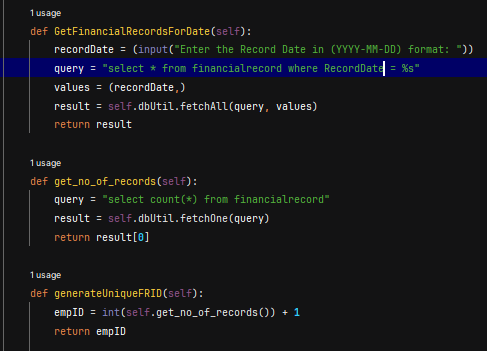 1 usage
def GetFinancialRecordsForDate(self):
    recordDate = (input("Enter the Record Date in (YYYY-MM-DD) format: "))
    query = "select * from financialrecord where RecordDate = %s"
    values = (recordDate,)
    result = self.dbUtil.fetchAll(query, values)
    return result
1 usage
def get_no_of_records(self):
    query = "select count(*) from financialrecord"
    result = self.dbUtil.fetchOne(query)
    return result[0]
1 usage
def generateUniqueFRID(self):
    empID = int(self.get_no_of_records()) + 1
    return empID